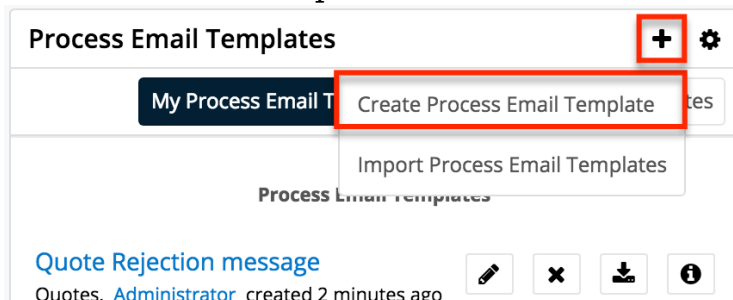 Process Email Templates
My Process Email T
Create Process Email Template
tes
Import Process Email Templates
Process Email Templates
Quote Rejection message
Quotes, Administrator created 2 minutes ago